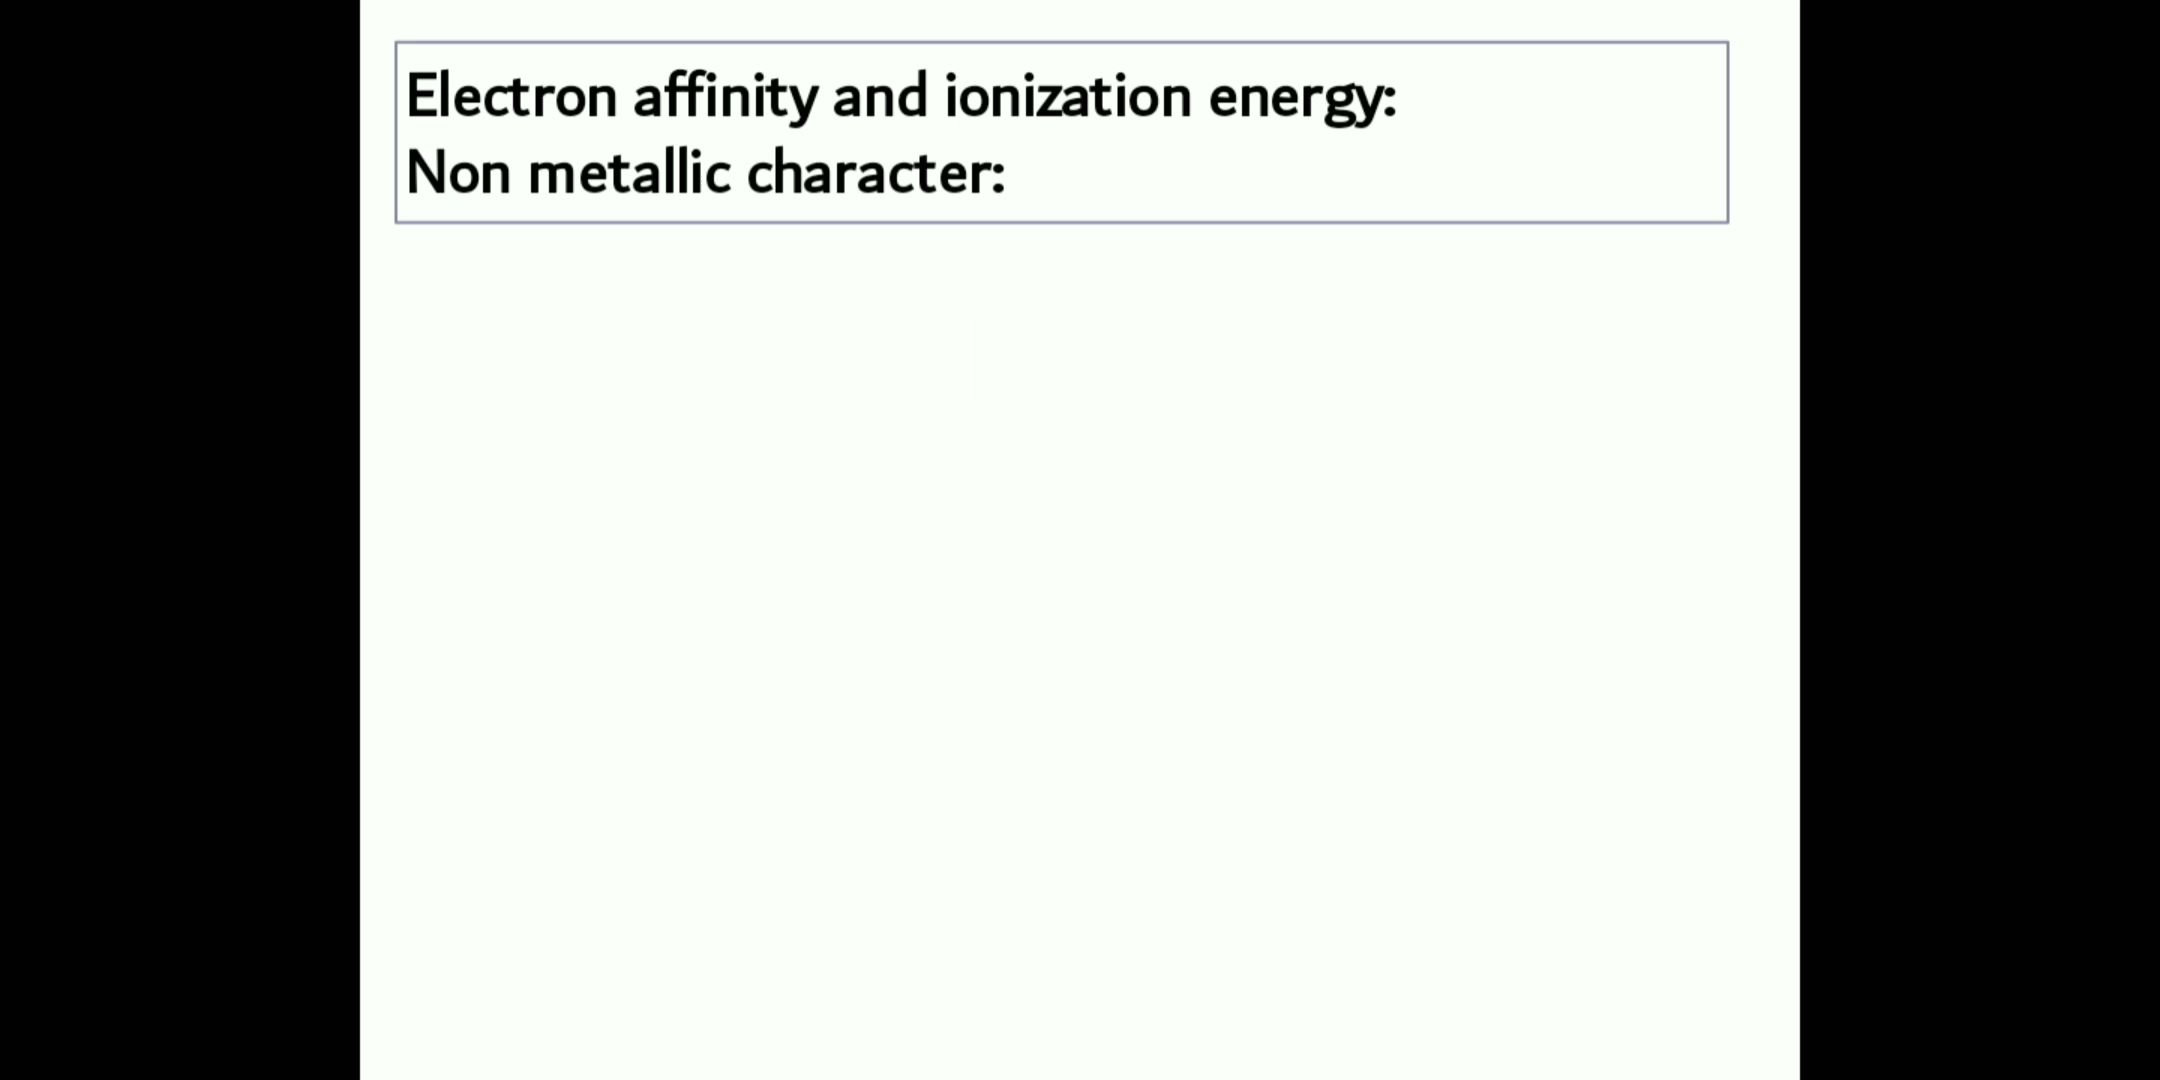 Electron affinity and ionization energy:
Non metallic character: